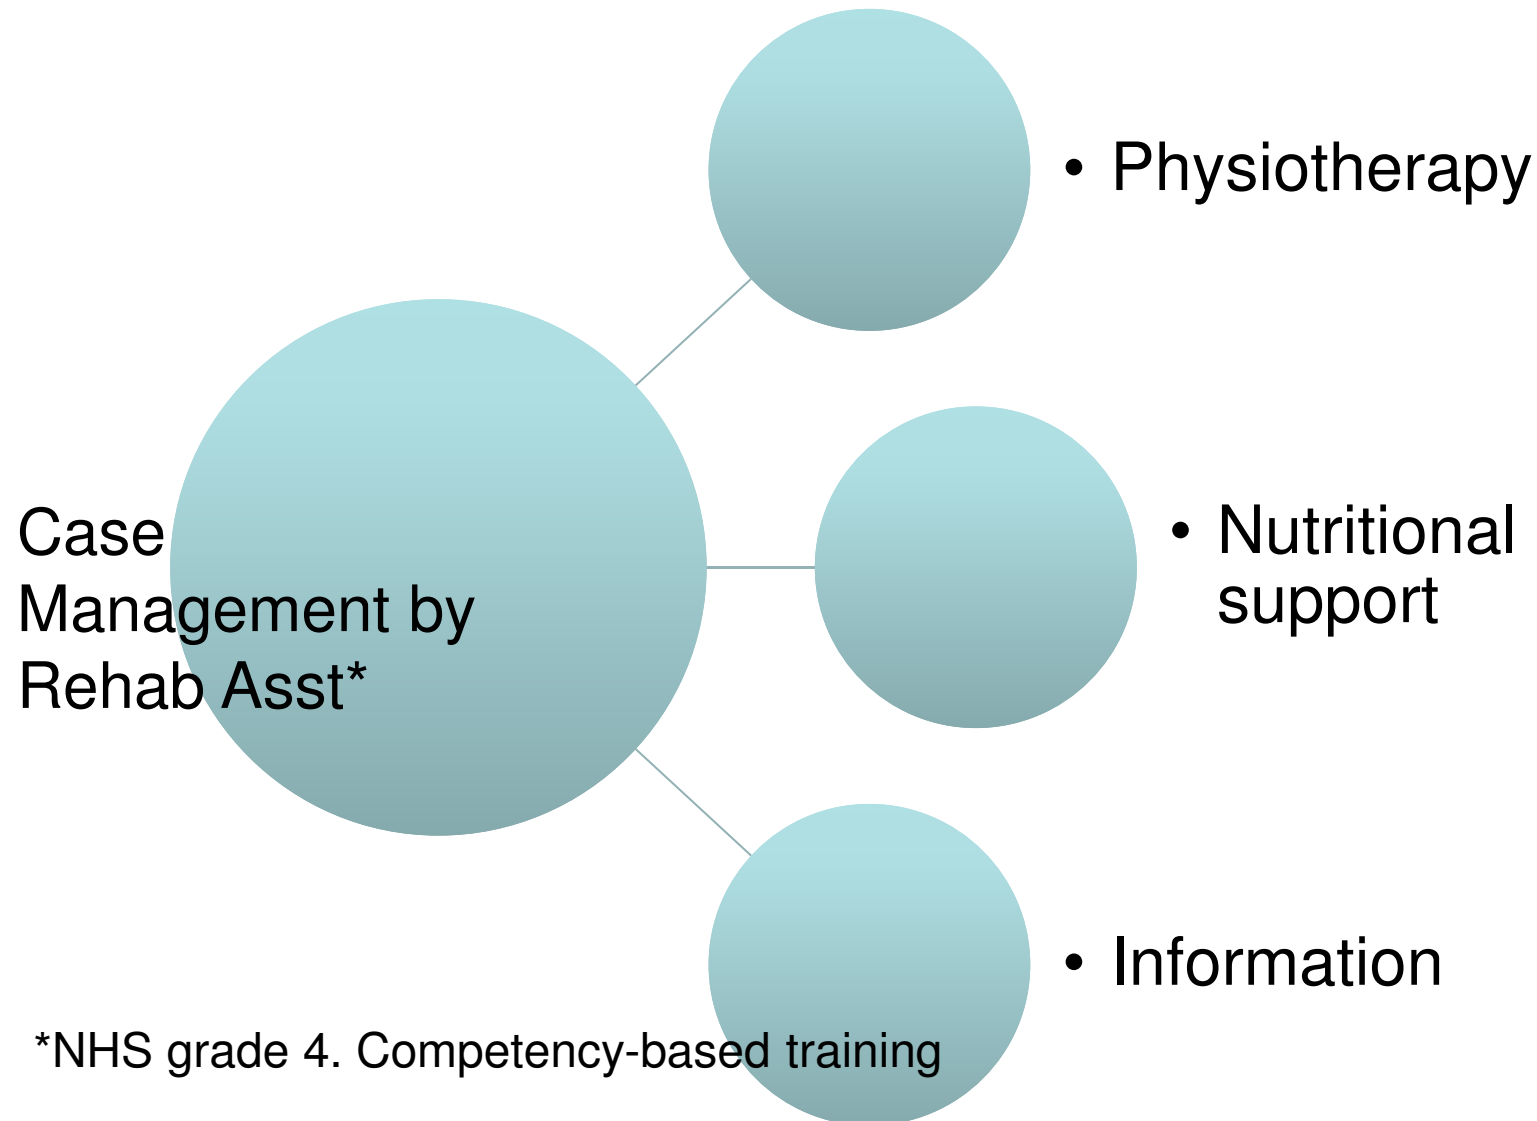 • Physiotherapy
Case
Management by
Rehab Asst*
• Nutritional
support
• Information
*NHS grade 4. Competency-based training